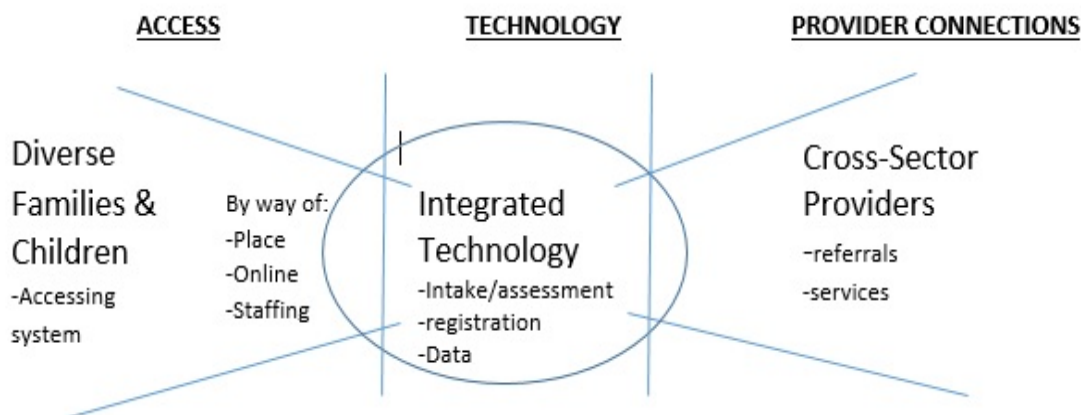 ACCESS
TECHNOLOGY
PROVIDER CONNECTIONS
Diverse
Families &
Children
-Accessing
system
By way of:
-Place
-Online
-Staffing
Integrated
Technology
-Intake/assessment
-registration
-Data
Cross-Sector
Providers
-referrals
-services